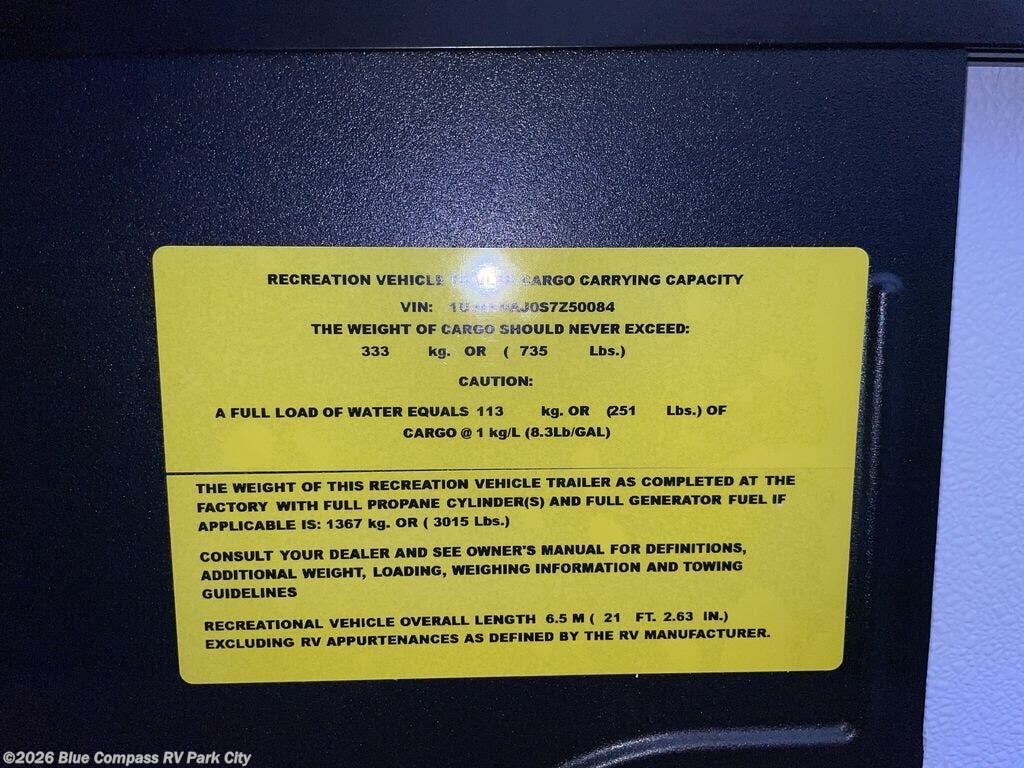 RECREATION VEHICLE CARGO CARRYING CAPACITY
VIN:
THE WEIGHT OF CARGO SHOULD NEVER EXCEED:
333 kg. OR ( 735 Lbs.)
CAUTION:
A FULL LOAD OF WATER EQUALS 113 kg. OR (251 Lbs.) OF
CARGO @ 1 kg/L (8.3Lb/GAL)
THE WEIGHT OF THIS RECREATION VEHICLE TRAILER AS COMPLETED AT THE
FACTORY WITH FULL PROPANE CYLINDER(S) AND FULL GENERATOR FUEL IF
APPLICABLE IS: 1367 kg. OR ( 3015 Lbs.)
CONSULT YOUR DEALER AND SEE OWNER'S MANUAL FOR DEFINITIONS,
ADDITIONAL WEIGHT, LOADING, WEIGHING INFORMATION AND TOWING
GUIDELINES
RECREATIONAL VEHICLE OVERALL LENGTH 6.5 M ( 21 FT. 2.63 IN.)
EXCLUDING RV APPURTENANCES AS DEFINED BY THE RV MANUFACTURER.
©2026 Blue Compass RV Park City